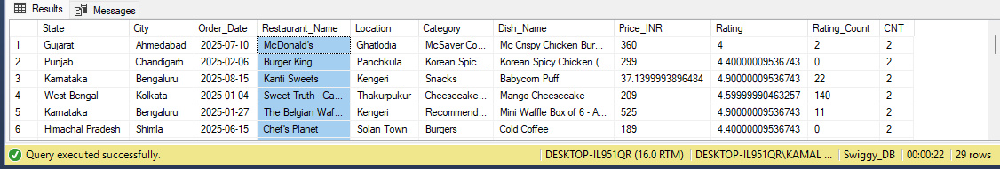 Results Messages
State City Order_Date Restaurant_Name Location Category Dish_Name Price_INR Rating Rating_Count CNT
1 Gujarat Ahmedabad 2025-07-10 McDonald's Ghatlodia McSaver Co... Mc Crispy Chicken Bur... 360 4 2 2
2 Punjab Chandigarh 2025-02-06 Burger King Panchkula Korean Spic... Korean Spicy Chicken (... 299 4.40000009536743 0 2
3 Karnataka Bengaluru 2025-08-15 Kanti Sweets Kengeri Snacks Babycorn Puff 37.1399993896484 4.90000009536743 22 2
4 West Bengal Kolkata 2025-01-04 Sweet Truth - Ca... Thakurpukur Cheesecake... Mango Cheesecake 209 4.59999990463257 140 2
5 Karnataka Bengaluru 2025-01-27 The Belgian Waf... Kengeri Recommend... Mini Waffle Box of 6 - A... 525 4.90000009536743 11 2
6 Himachal Pradesh Shimla 2025-06-15 Chef's Planet Solan Town Burgers Cold Coffee 189 4.40000009536743 0 2
Query executed successfully. DESKTOP-IL951QR (16.0 RTM) DESKTOP-IL951QR\KAMAL ... Swiggy_DB 00:00:22 29 rows